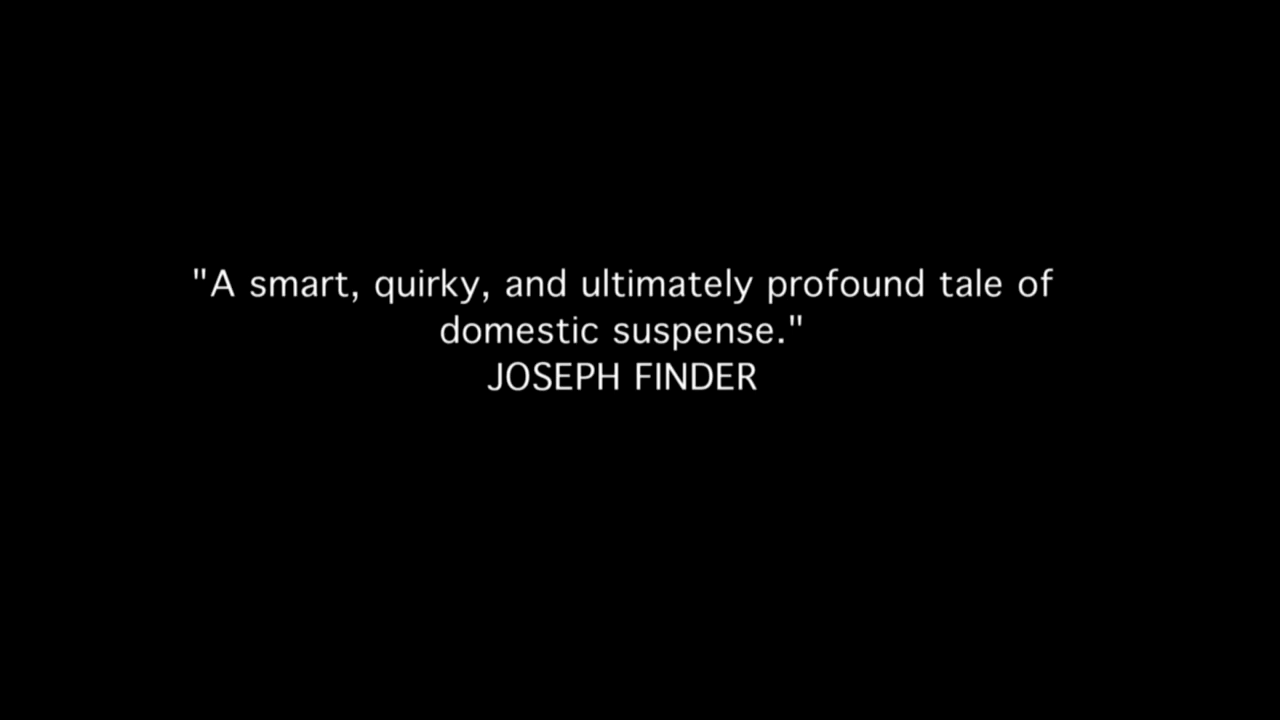 "A smart, quirky, and ultimately profound tale of
domestic suspense."
JOSEPH FINDER